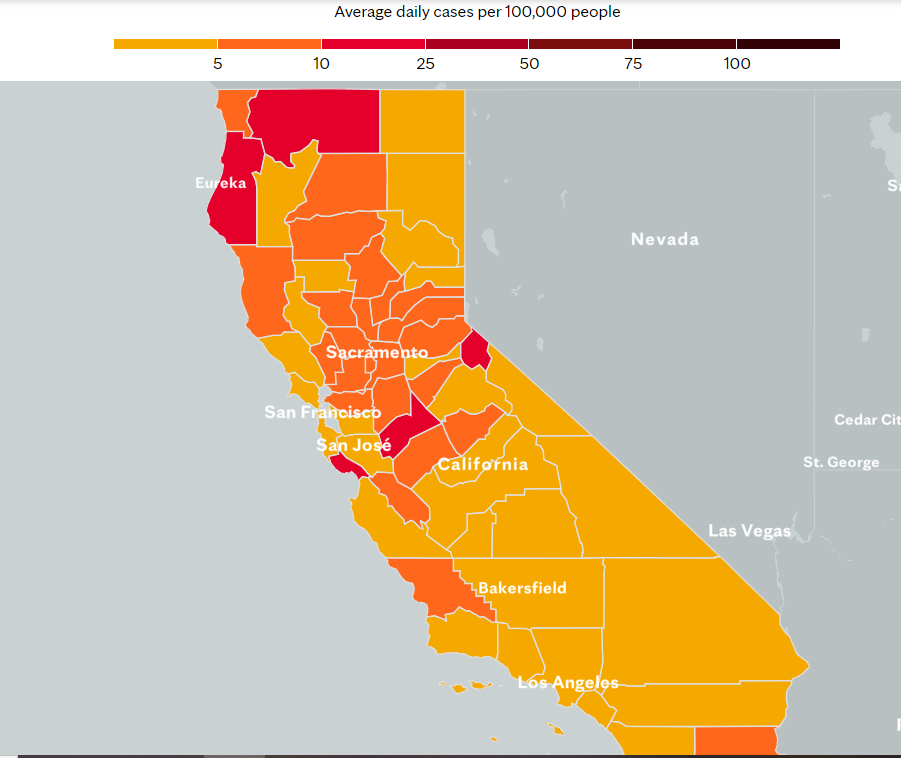 Average daily cases per 100,000 people
5 10 25 50 75 100
Eureka
Nevada
Sacramento
San Francisco
Cedar Cit
San José
California
St. George
Las Vegas
Bakersfield
Los Angeles